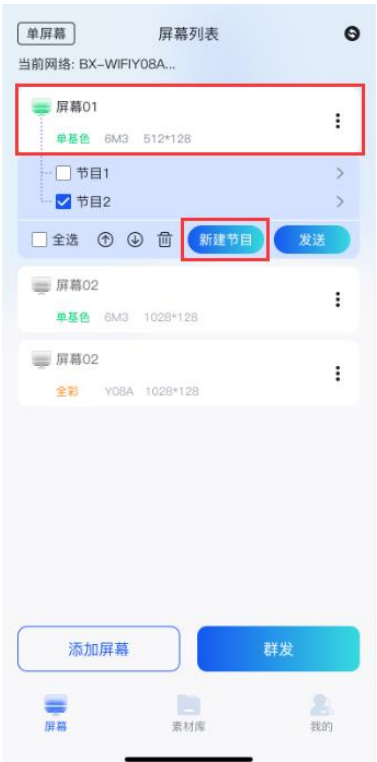 单屏幕 屏幕列表
当前网络: BX-WIFIY08A...
屏幕01
单基色 6M3 512*128
节目1
节目2
全选 新建节目 发送
屏幕02
单基色 6M3 1028*128
屏幕02
全彩 Y08A 1028*128
添加屏幕 群发
屏幕 素材库 我的